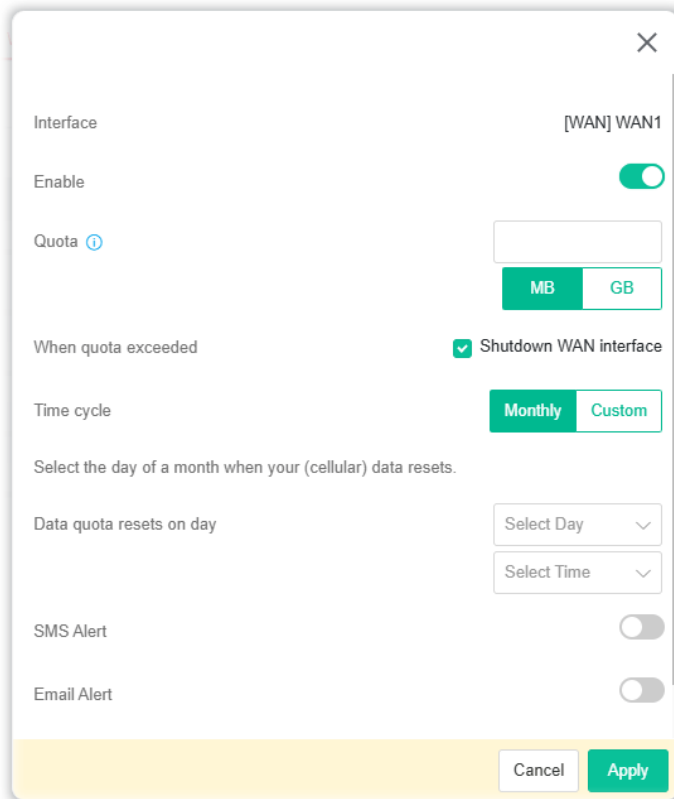 Interface [WAN] WAN1
Enable
Quota
MB GB
When quota exceeded Shutdown WAN interface
Time cycle Monthly Custom
Select the day of a month when your (cellular) data resets.
Data quota resets on day Select Day
Select Time
SMS Alert
Email Alert
Cancel Apply